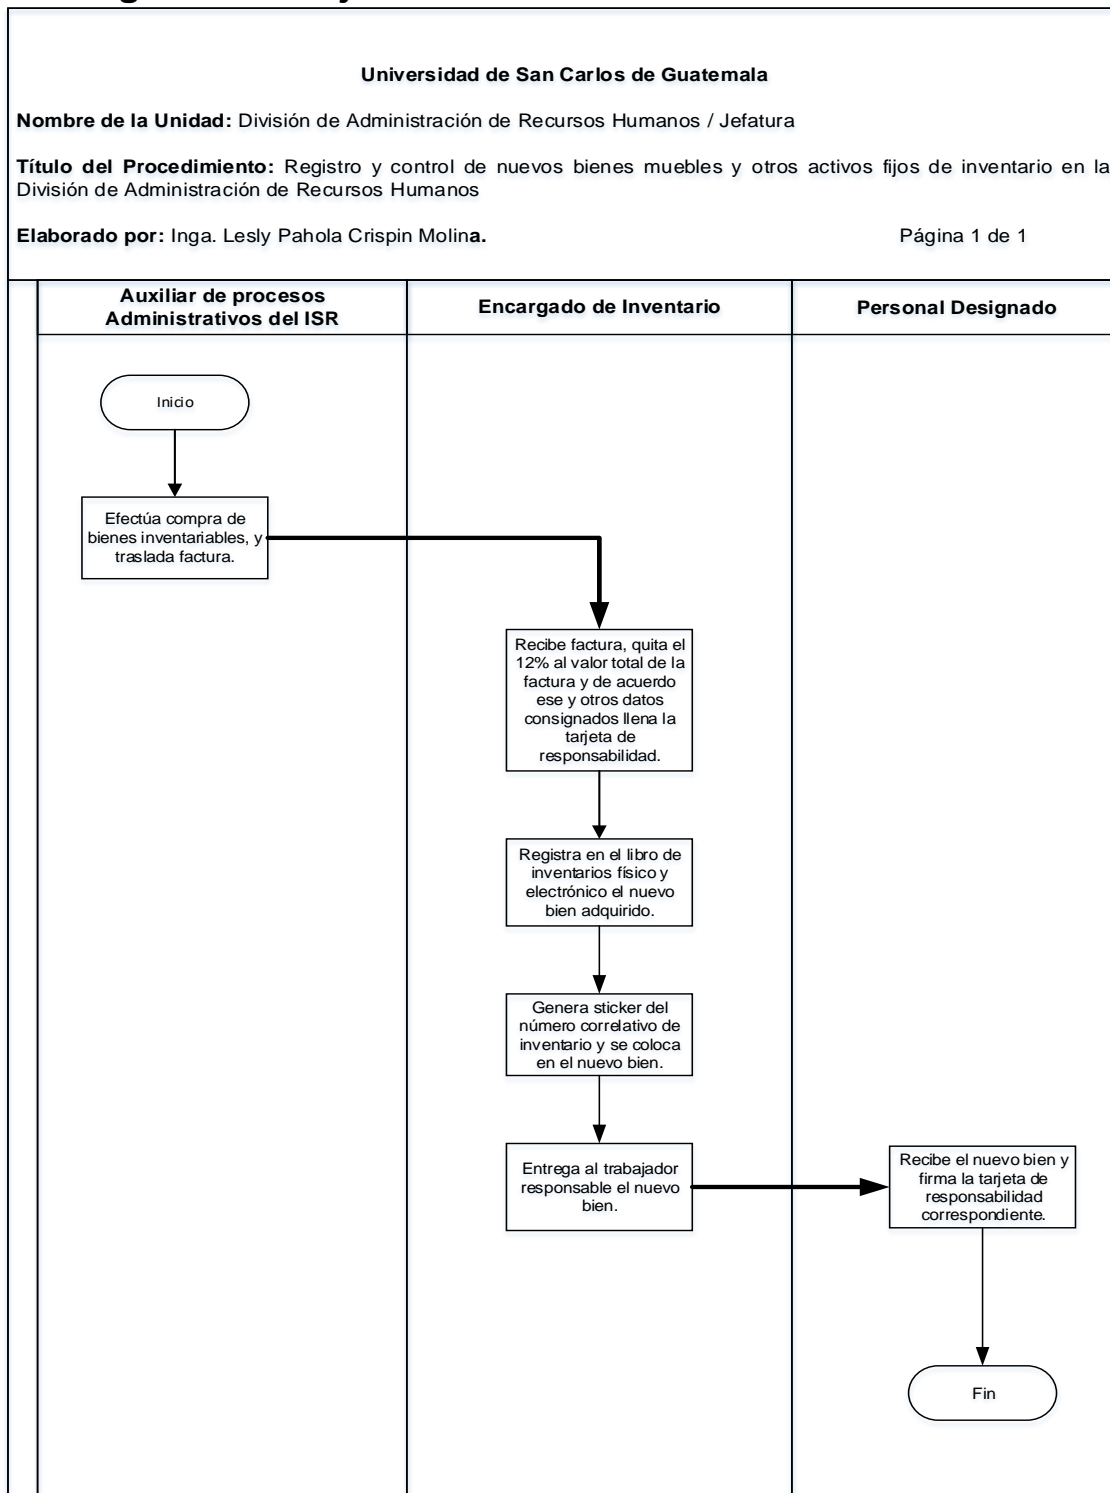 Universidad de San Carlos de Guatemala
Nombre de la Unidad: División de Administración de Recursos Humanos / Jefatura
Título del Procedimiento: Registro y control de nuevos bienes muebles y otros activos fijos de inventario en la
División de Administración de Recursos Humanos
Elaborado por: Inga. Lesly Pahola Crispin Molina. Página 1 de 1
Auxiliar de procesos
Administrativos del ISR
Encargado de Inventario
Personal Designado
Inicio
Efectúa compra de
bienes inventariables, y
traslada factura.
Recibe factura, quita el
12% al valor total de la
factura y de acuerdo
ese y otros datos
consignados llena la
tarjeta de
responsabilidad.
Registra en el libro de
inventarios físico y
electrónico el nuevo
bien adquirido.
Genera sticker del
número correlativo de
inventario y se coloca
en el nuevo bien.
Entrega al trabajador
responsable el nuevo
bien.
Recibe el nuevo bien y
firma la tarjeta de
responsabilidad
correspondiente.
Fin